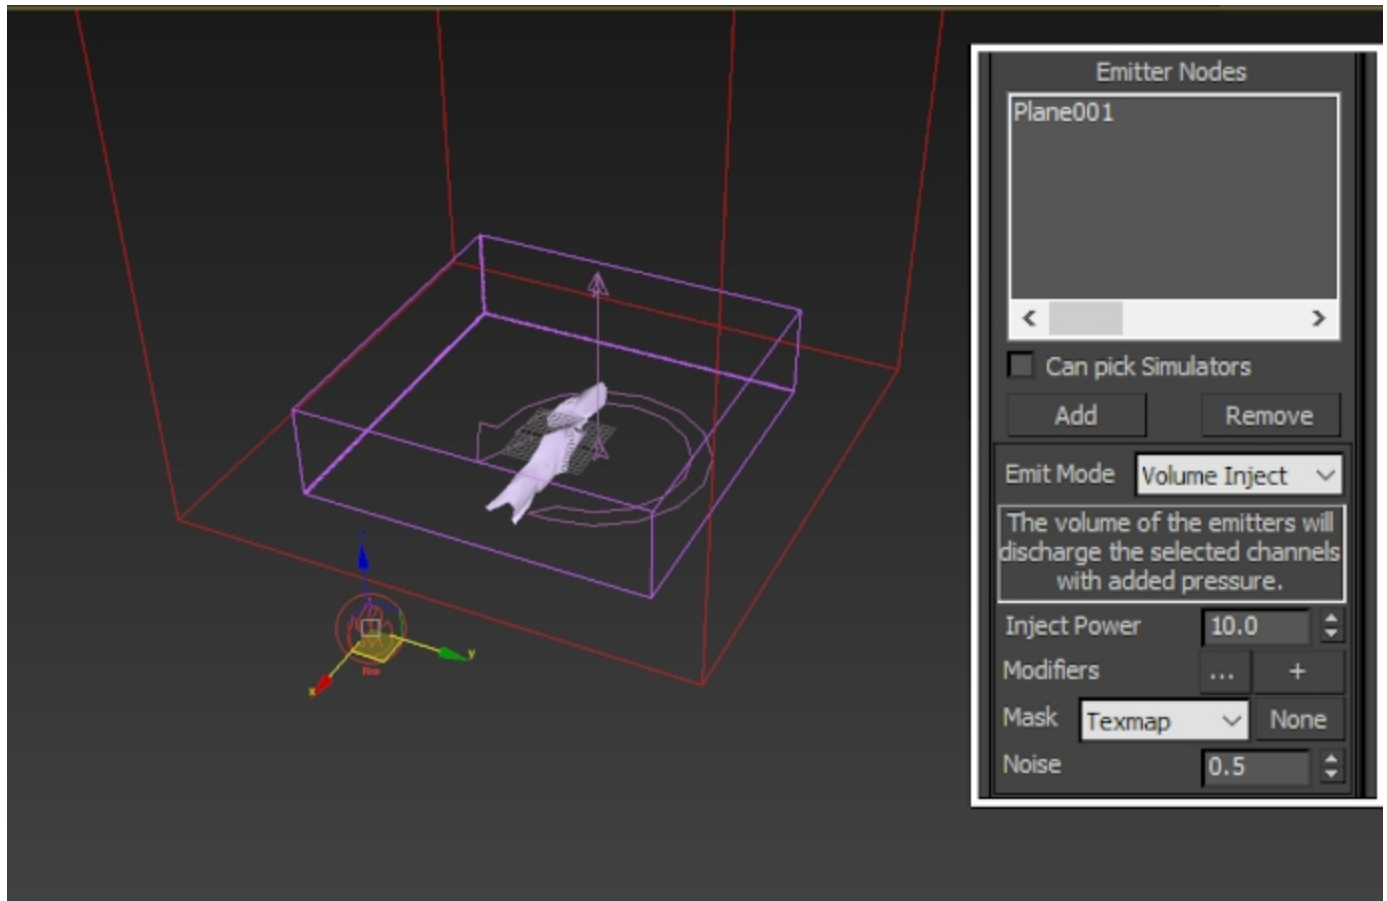 Emitter Nodes
Plane001
Can pick Simulators
Add Remove
Emit Mode Volume Inject
The volume of the emitters will
discharge the selected channels
with added pressure.
Inject Power 10.0
Modifiers ... +
Mask Texmap None
Noise 0.5
z
y
x